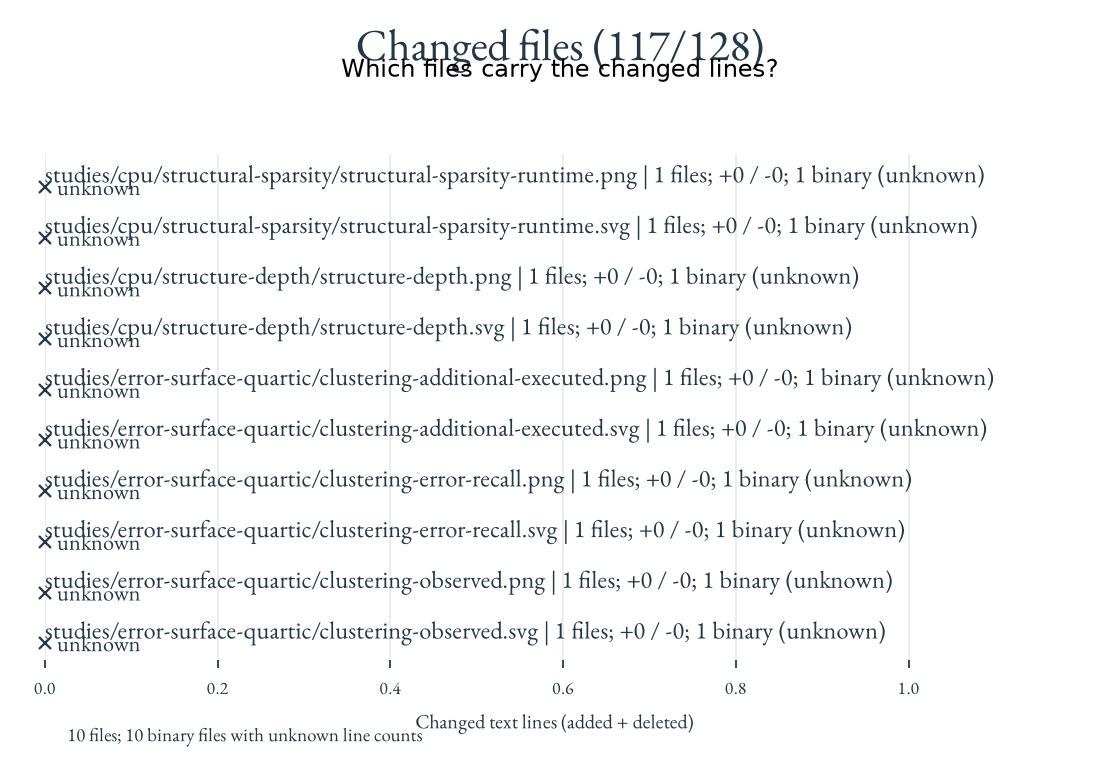 Changed files (117/128)
Which files carry the changed lines?
studies/cpu/structural-sparsity/structural-sparsity-runtime.png | 1 files; +0 / -0; 1 binary (unknown)
unknown
studies/cpu/structural-sparsity/structural-sparsity-runtime.svg | 1 files; +0 / -0; 1 binary (unknown)
unknown
studies/cpu/structure-depth/structure-depth.png | 1 files; +0 / -0; 1 binary (unknown)
unknown
studies/cpu/structure-depth/structure-depth.svg | 1 files; +0 / -0; 1 binary (unknown)
unknown
studies/error-surface-quartic/clustering-additional-executed.png | 1 files; +0 / -0; 1 binary (unknown)
unknown
studies/error-surface-quartic/clustering-additional-executed.svg | 1 files; +0 / -0; 1 binary (unknown)
unknown
studies/error-surface-quartic/clustering-error-recall.png | 1 files; +0 / -0; 1 binary (unknown)
unknown
studies/error-surface-quartic/clustering-error-recall.svg | 1 files; +0 / -0; 1 binary (unknown)
unknown
studies/error-surface-quartic/clustering-observed.png | 1 files; +0 / -0; 1 binary (unknown)
unknown
studies/error-surface-quartic/clustering-observed.svg | 1 files; +0 / -0; 1 binary (unknown)
unknown
0.0 0.2 0.4 0.6 0.8 1.0
Changed text lines (added + deleted)
10 files; 10 binary files with unknown line counts